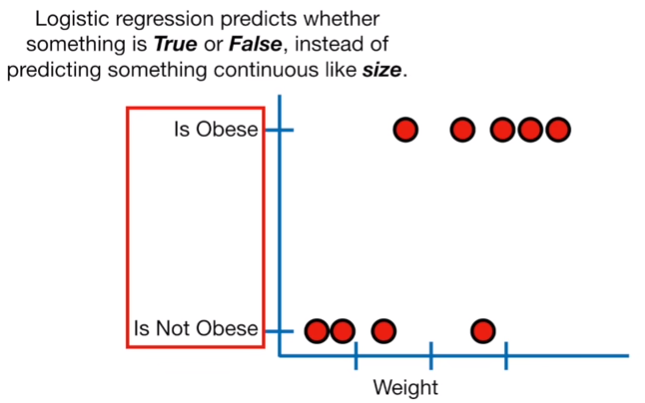 Logistic regression predicts whether
something is True or False, instead of
predicting something continuous like size.
Is Obese
Is Not Obese
Weight